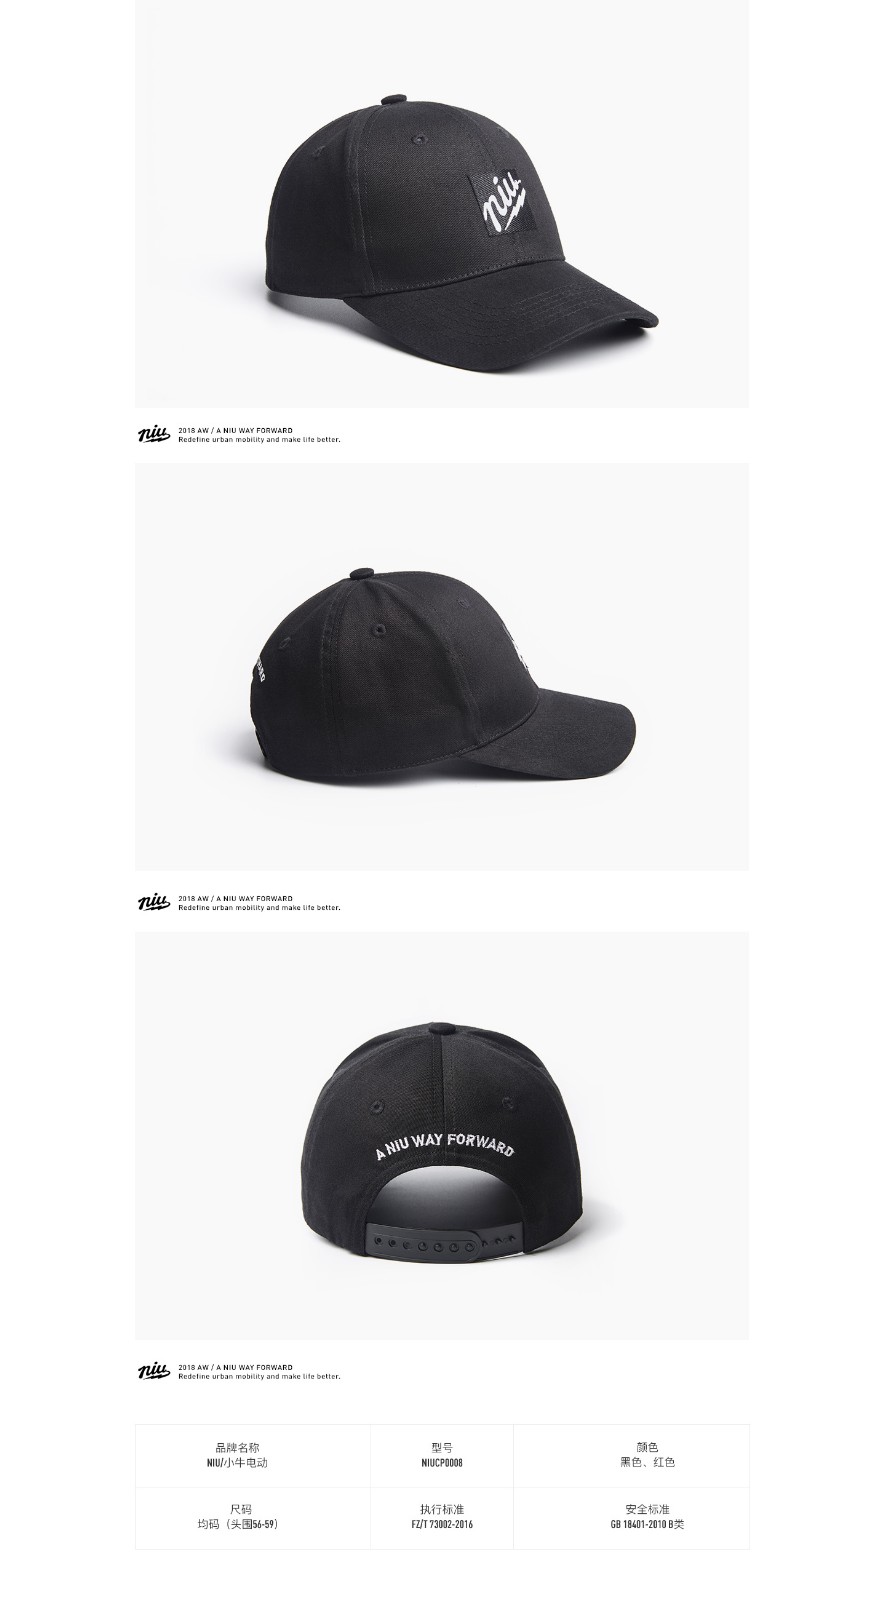 niu
niu
2018 AW / A NIU WAY FORWARD
Redefine urban mobility and make life better.
niu
2018 AW / A NIU WAY FORWARD
Redefine urban mobility and make life better.
A NIU WAY FORWARD
niu
2018 AW / A NIU WAY FORWARD
Redefine urban mobility and make life better.
品牌名称
NIU/小牛电动
型号
NIUCP0008
颜色
黑色、红色
尺码
均码（头围56-59）
执行标准
FZ/T 73002-2016
安全标准
GB 18401-2010 B类